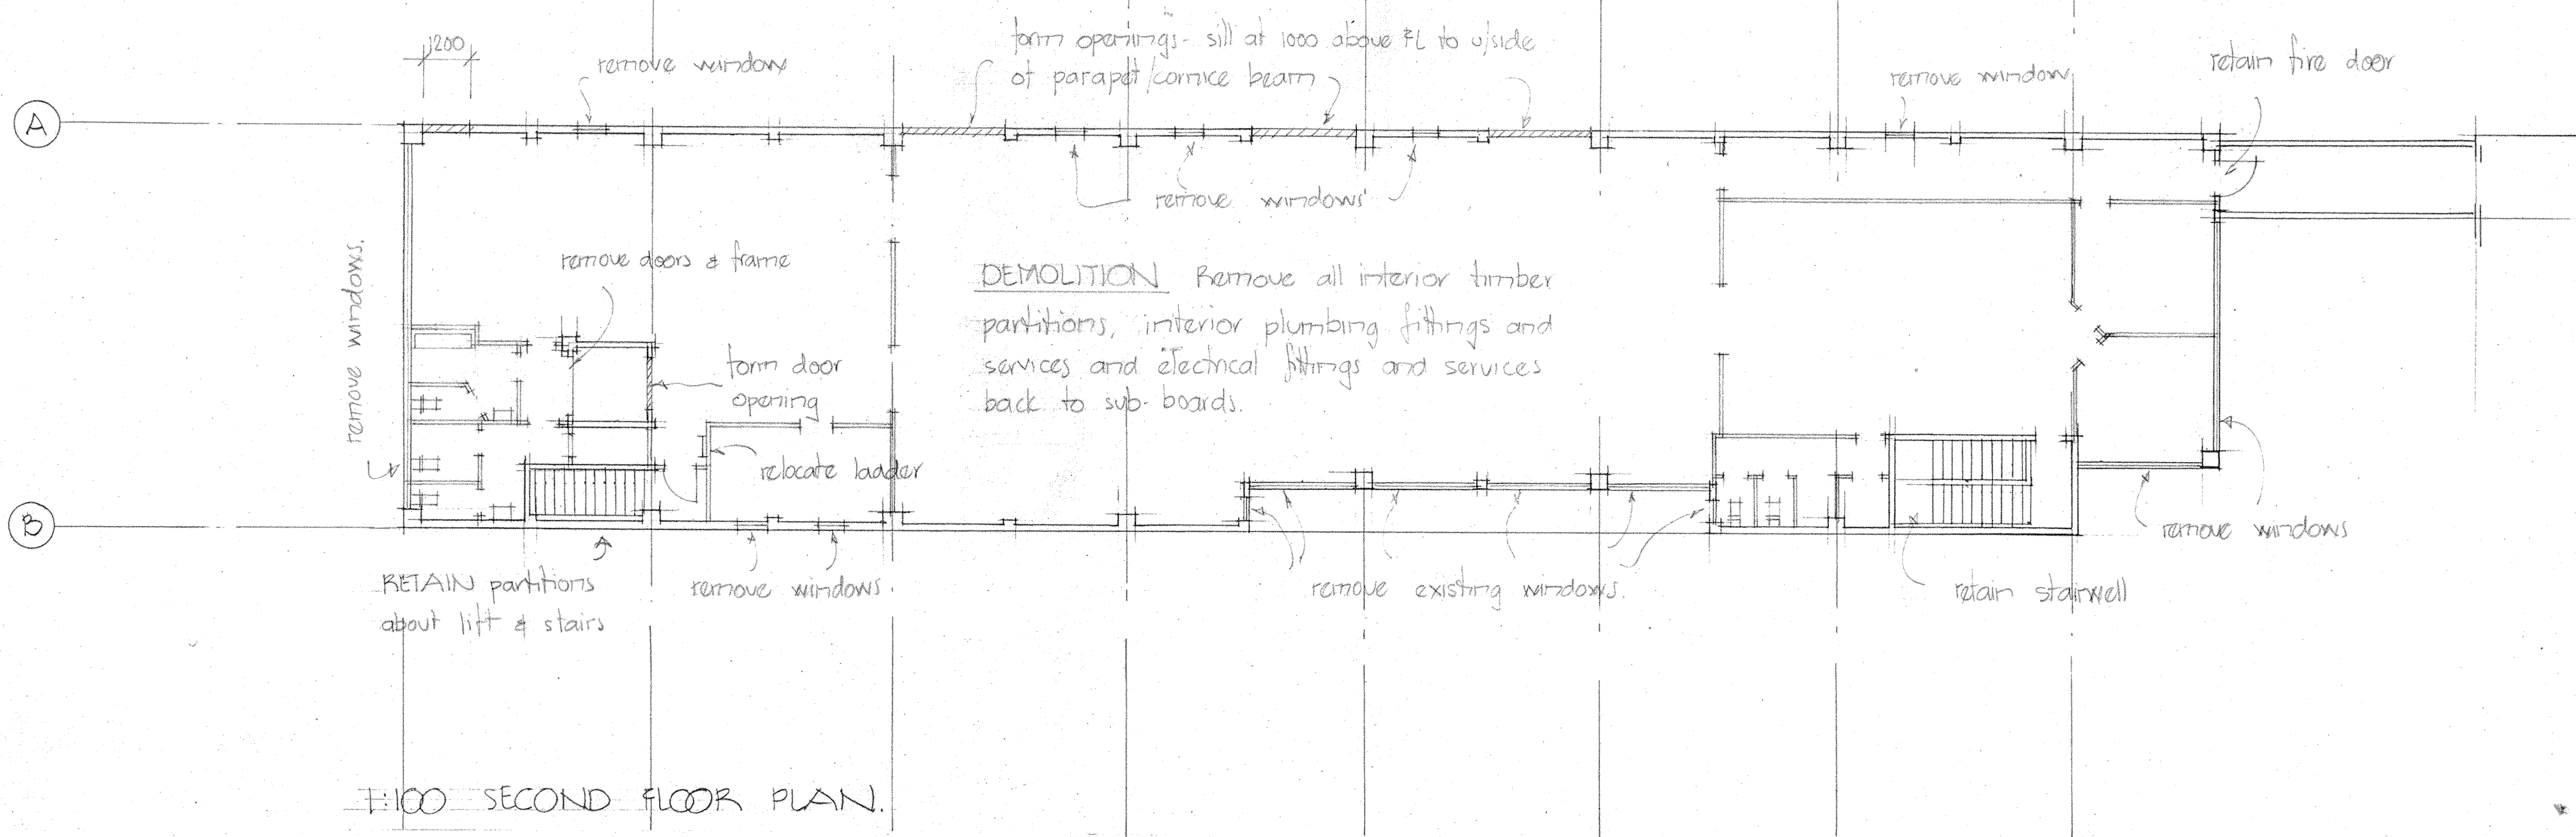 1200
remove window
form openings - sill at 1000 above FL to u/side
of parapet/cornice beam
remove window
retain fire door
A
remove windows
remove windows.
remove doors & frame
DEMOLITION Remove all interior timber
partitions, interior plumbing fittings and
services and electrical fittings and services
back to sub-boards.
form door
opening
relocate ladder
B
RETAIN partitions
about lift & stairs
remove windows.
remove existing windows.
retain stairwell
remove windows
1:100 SECOND FLOOR PLAN.